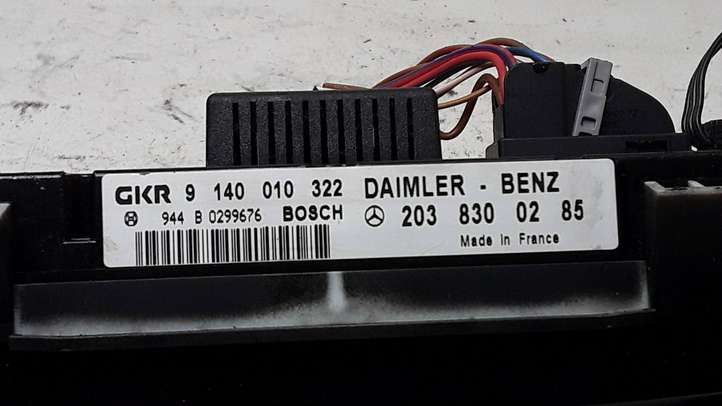 GKR 9 140 010 322 DAIMLER - BENZ
944 B 0299676 BOSCH 203 830 02 85
Made in France